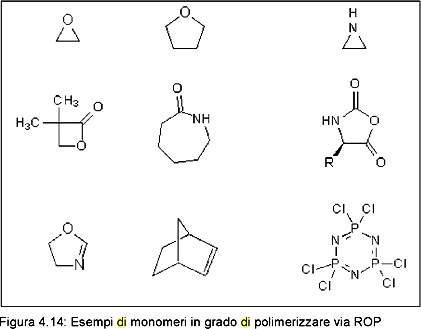 O
O
H
N
CH3
H3C
O
O
O
NH
O
HN
O
O
R
O
N
Cl
Cl
P
N
N
Cl
P
P
Cl
Cl
N
Cl
Figura 4.14: Esempi di monomeri in grado di polimerizzare via ROP